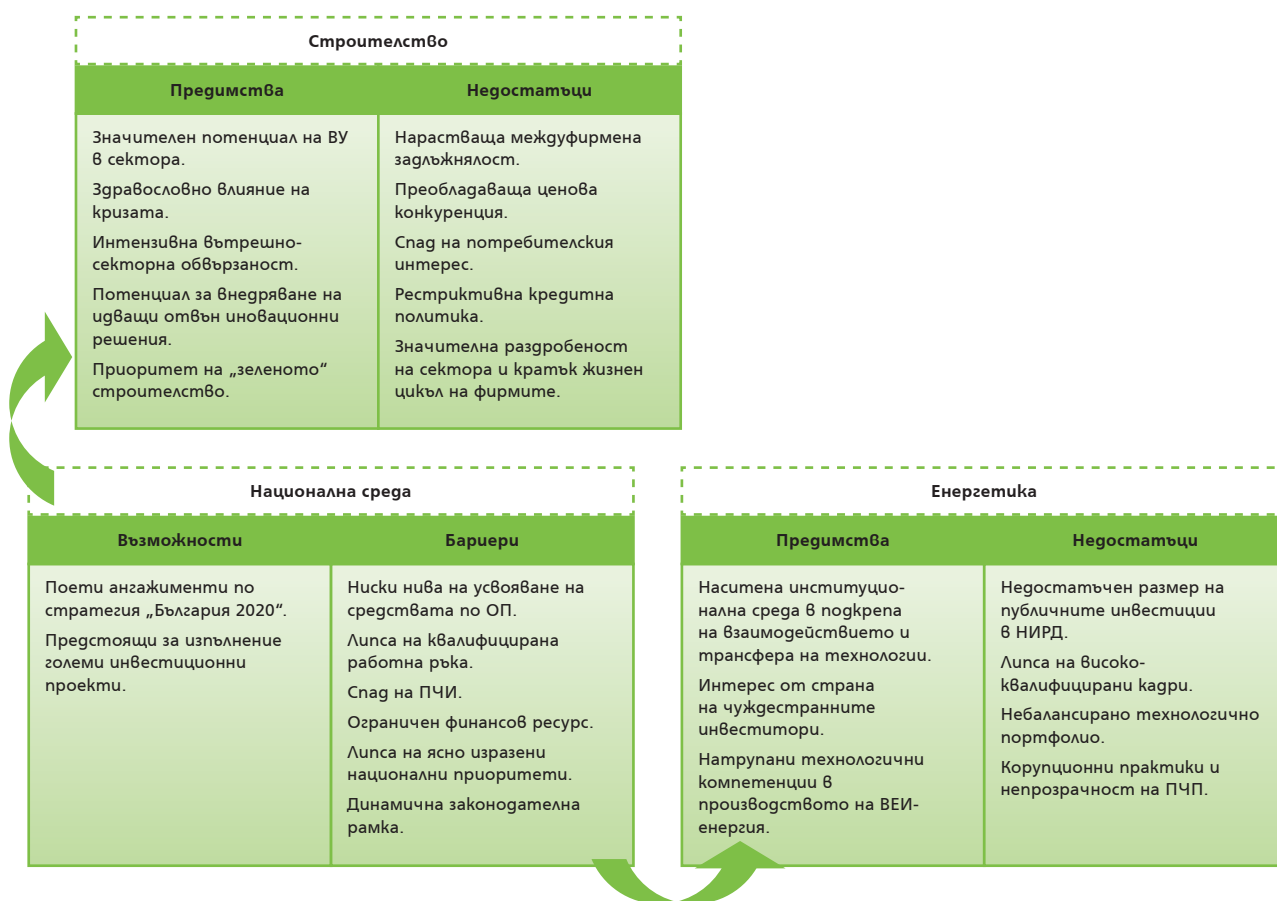 Строителство
Предимства
Недостатъци
Значителен потенциал на ВУ
в сектора.
Здравословно влияние на
кризата.
Интензивна вътрешно-
секторна обвързаност.
Потенциал за внедряване на
идващи отвън иновационни
решения.
Приоритет на „зеленото“
строителство.
Нарастваща междуфирмена
задлъжнялост.
Преобладаваща ценова
конкуренция.
Спад на потребителския
интерес.
Рестриктивна кредитна
политика.
Значителна раздробеност
на сектора и кратък жизнен
цикъл на фирмите.
Национална среда
Възможности
Бариери
Поети ангажименти по
стратегия „България 2020“.
Предстоящи за изпълнение
големи инвестиционни
проекти.
Ниски нива на усвояване на
средствата по ОП.
Липса на квалифицирана
работна ръка.
Спад на ПЧИ.
Ограничен финансов ресурс.
Липса на ясно изразени
национални приоритети.
Динамична законодателна
рамка.
Енергетика
Предимства
Недостатъци
Наситена институцио-
нална среда в подкрепа
на взаимодействието и
трансфера на технологии.
Интерес от страна
на чуждестранните
инвеститори.
Натрупани технологични
компетенции в
производството на ВЕИ-
енергия.
Недостатъчен размер на
публичните инвестиции
в НИРД.
Липса на високо-
квалифицирани кадри.
Небалансирано технологично
портфолио.
Корупционни практики и
непрозрачност на ПЧП.